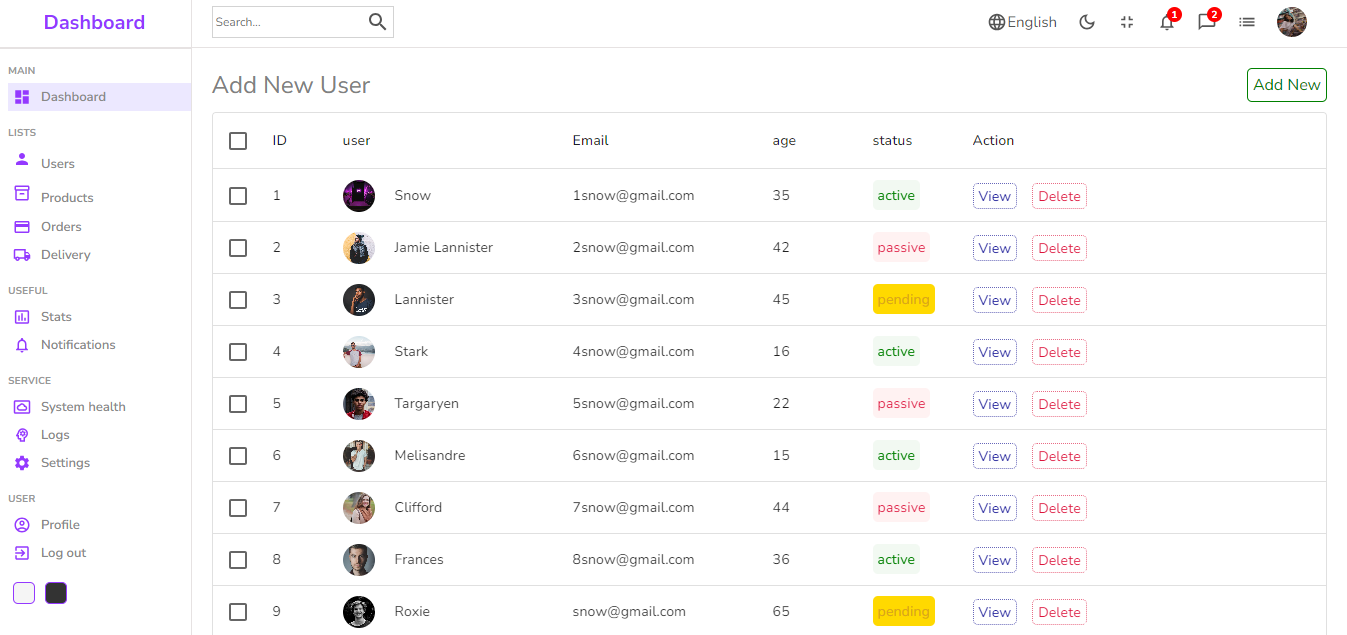 Dashboard
Search...
English
1
2
MAIN
Dashboard
LISTS
Users
Products
Orders
Delivery
USEFUL
Stats
Notifications
SERVICE
System health
Logs
Settings
USER
Profile
Log out
Add New User
Add New
ID user Email age status Action
1 Snow 1snow@gmail.com 35 active View Delete
2 Jamie Lannister 2snow@gmail.com 42 passive View Delete
3 Lannister 3snow@gmail.com 45 pending View Delete
4 Stark 4snow@gmail.com 16 active View Delete
5 Targaryen 5snow@gmail.com 22 passive View Delete
6 Melisandre 6snow@gmail.com 15 active View Delete
7 Clifford 7snow@gmail.com 44 passive View Delete
8 Frances 8snow@gmail.com 36 active View Delete
9 Roxie snow@gmail.com 65 pending View Delete